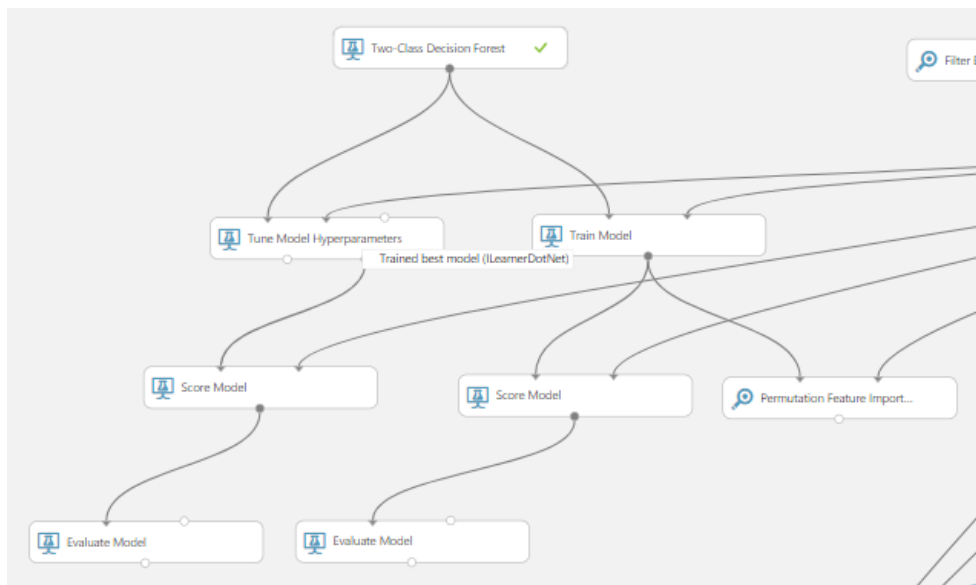 Two-Class Decision Forest
Filter
Tune Model Hyperparameters
Train Model
Trained best model (ILearnerDotNet)
Score Model
Score Model
Permutation Feature Import...
Evaluate Model
Evaluate Model